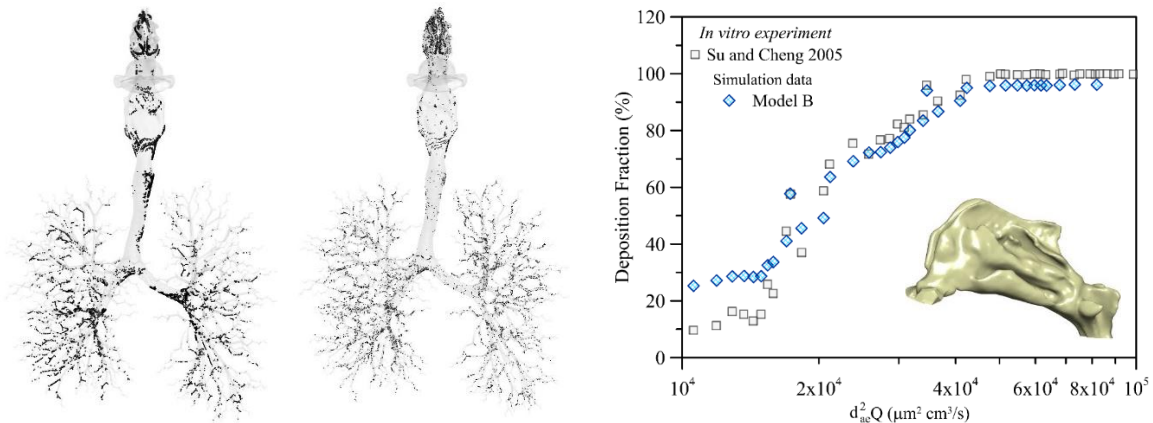 120
100
80
60
40
20
0
Deposition Fraction (%)
In vitro experiment
Su and Cheng 2005
Simulation data
Model B
10⁴
2x10⁴
4x10⁴
6x10⁴
8x10⁴
10⁵
d²aeQ (μm² cm³/s)